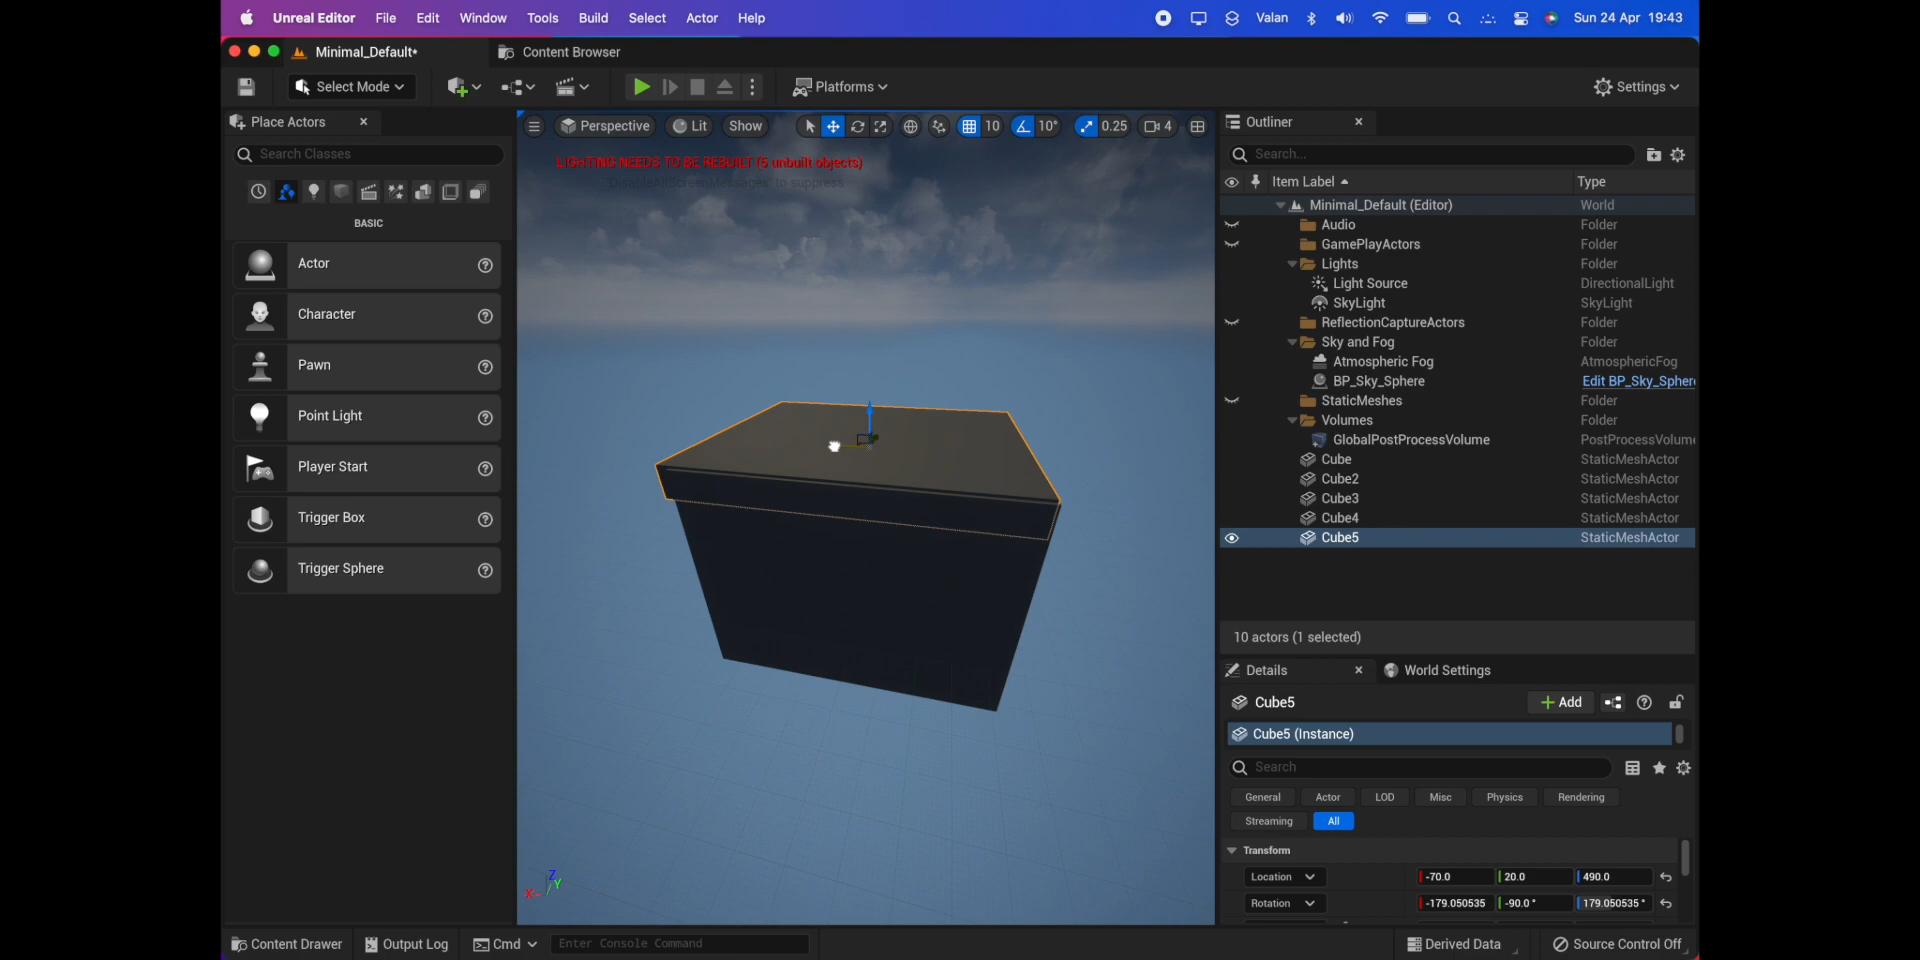 Unreal Editor File Edit Window Tools Build Select Actor Help Valan Sun 24 Apr 19:43
Minimal_Default* Content Browser
Select Mode Platforms Settings
Place Actors
Search Classes
BASIC
Actor
Character
Pawn
Point Light
Player Start
Trigger Box
Trigger Sphere
Perspective Lit Show 10 10° 0.25 4
LIGHTING NEEDS TO BE REBUILT (5 unbuilt objects)
'DisableAllScreenMessages' to suppress
X Z Y
Outliner
Search...
Item Label Type
Minimal_Default (Editor) World
Audio Folder
GamePlayActors Folder
Lights Folder
Light Source DirectionalLight
SkyLight SkyLight
ReflectionCaptureActors Folder
Sky and Fog Folder
Atmospheric Fog AtmosphericFog
BP_Sky_Sphere Edit BP_Sky_Spher
StaticMeshes Folder
Volumes Folder
GlobalPostProcessVolume PostProcessVolum
Cube StaticMeshActor
Cube2 StaticMeshActor
Cube3 StaticMeshActor
Cube4 StaticMeshActor
Cube5 StaticMeshActor
10 actors (1 selected)
Details World Settings
Cube5 Add
Cube5 (Instance)
Search
General Actor LOD Misc Physics Rendering
Streaming All
Transform
Location -70.0 20.0 490.0
Rotation -179.050535 -90.0 ° 179.050535 °
Content Drawer Output Log Cmd Enter Console Command Derived Data Source Control Off